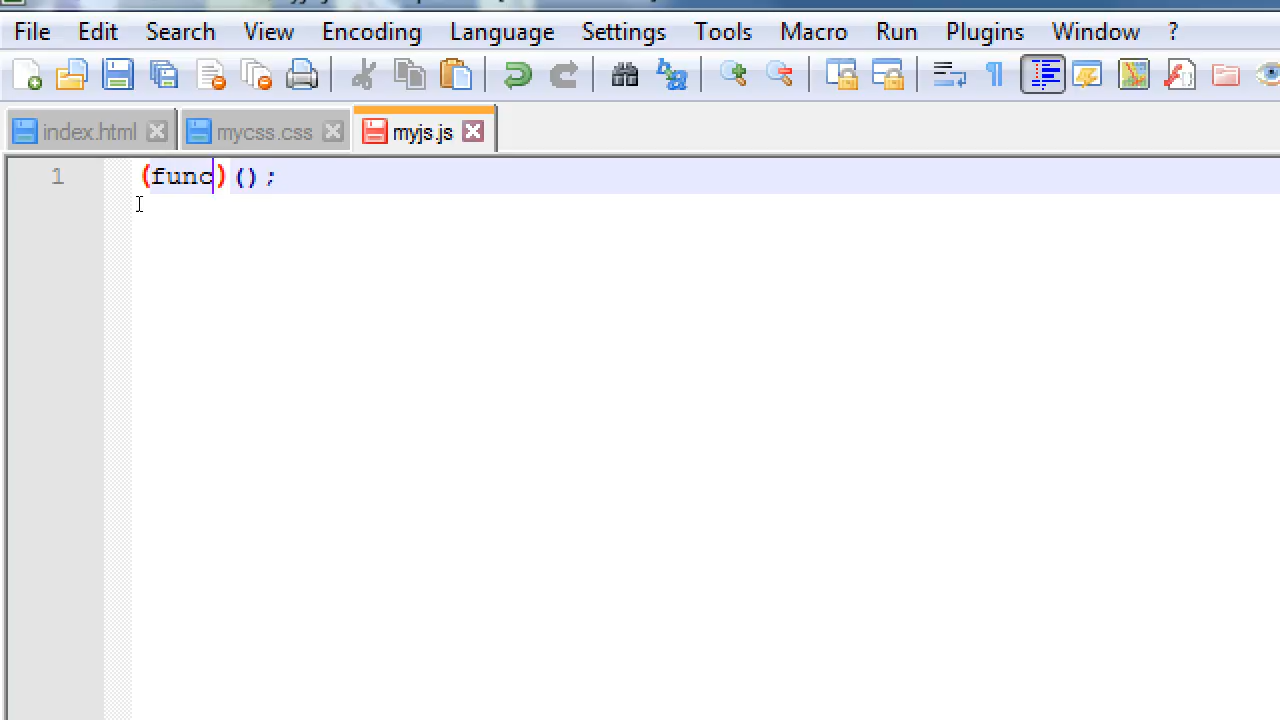 File Edit Search View Encoding Language Settings Tools Macro Run Plugins Window ?
index.html mycss.css myjs.js
1 (func)();